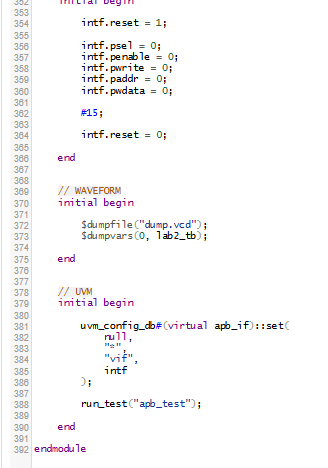 352 initial begin
353
354 intf.reset = 1;
355
356 intf.psel = 0;
357 intf.penable = 0;
358 intf.pwrite = 0;
359 intf.paddr = 0;
360 intf.pwdata = 0;
361
362 #15;
363
364 intf.reset = 0;
365
366 end
367
368
369 // WAVEFORM
370 initial begin
371
372 $dumpfile("dump.vcd");
373 $dumpvars(0, lab2_tb);
374
375 end
376
377
378 // UVM
379 initial begin
380
381 uvm_config_db#(virtual apb_if)::set(
382 null,
383 "*",
384 "vif",
385 intf
386 );
387
388 run_test("apb_test");
389
390 end
391
392 endmodule